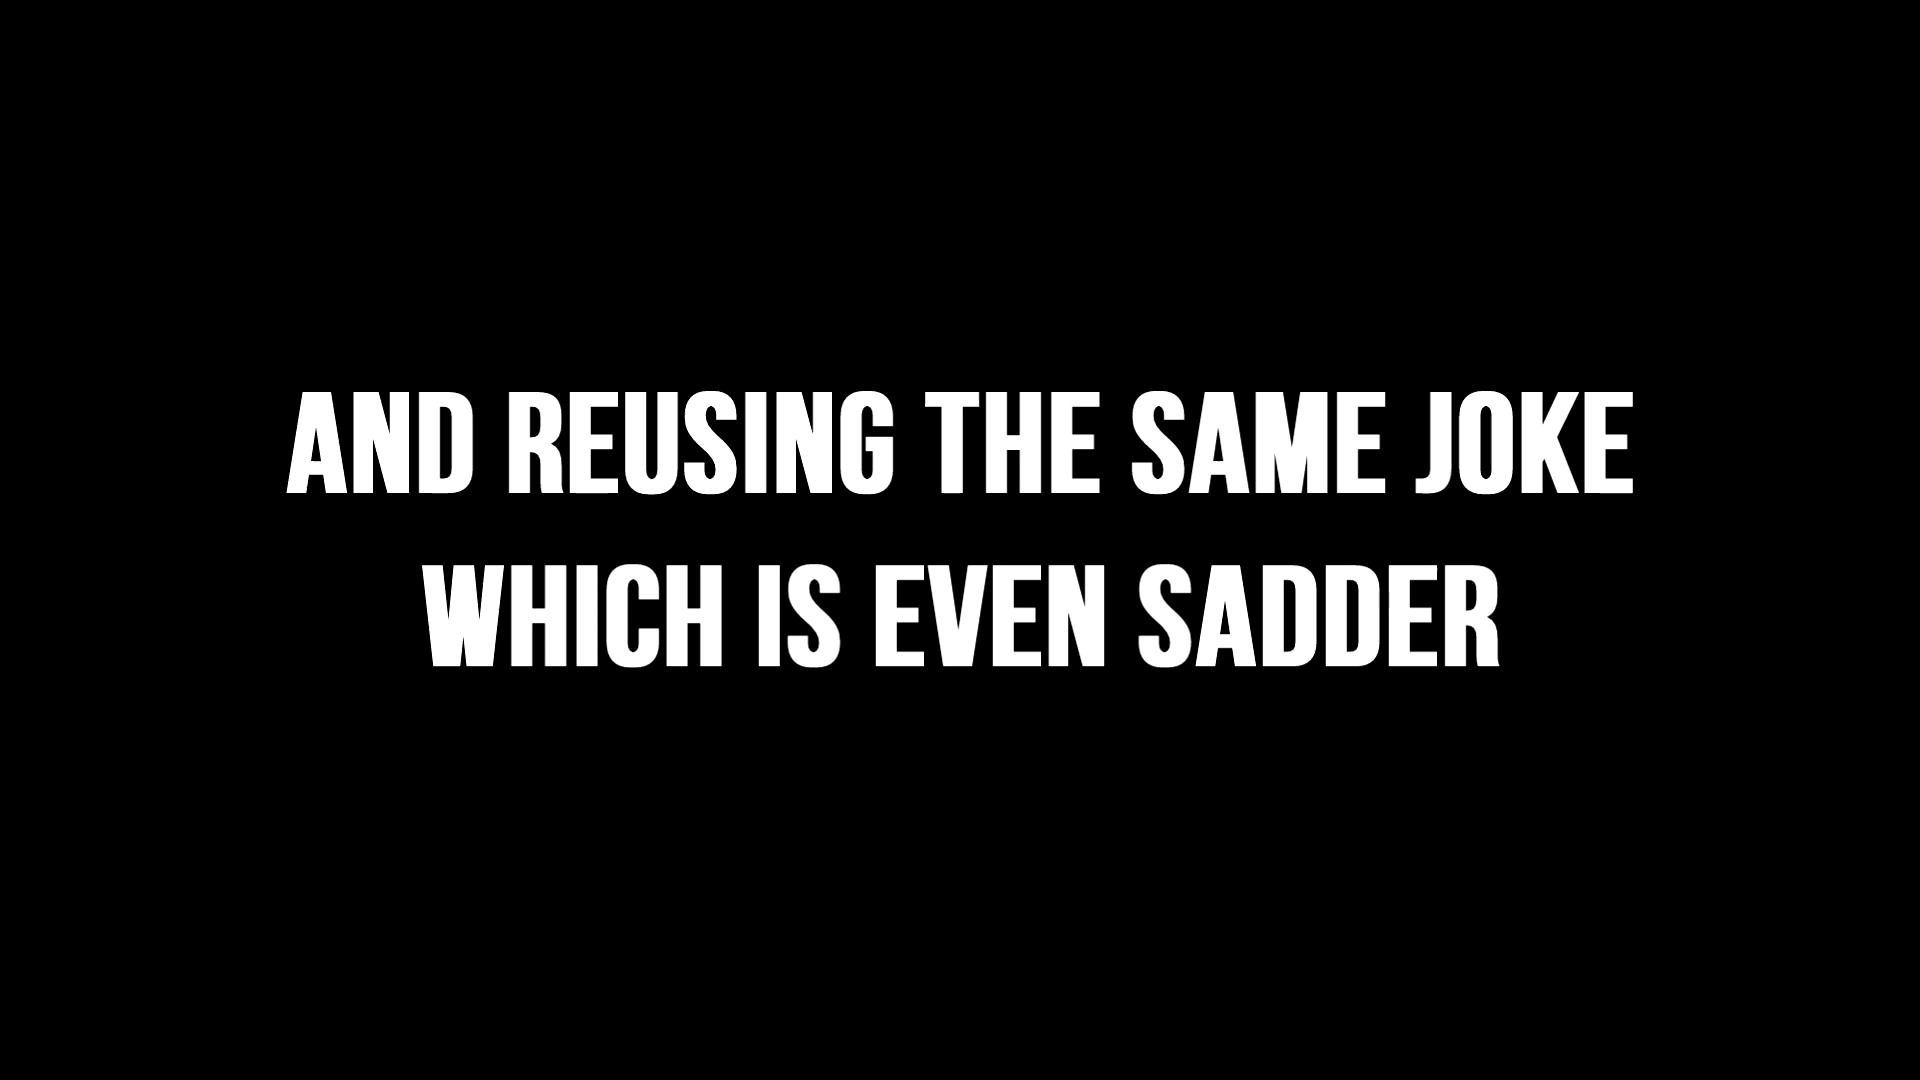 AND REUSING THE SAME JOKE
WHICH IS EVEN SADDER